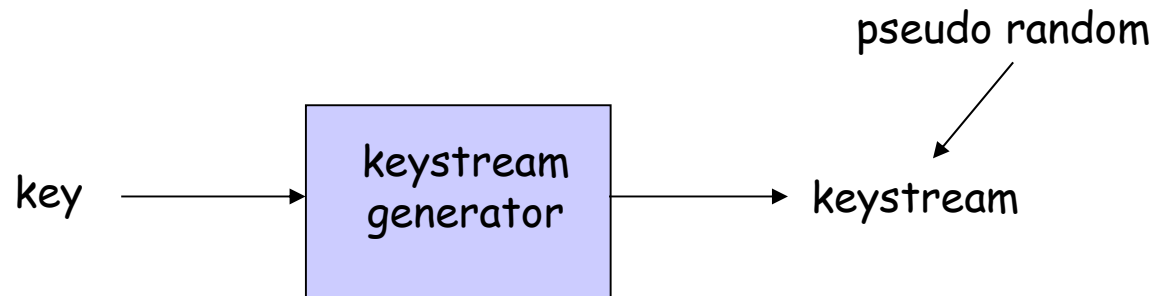 pseudo random
key
keystream
generator
keystream